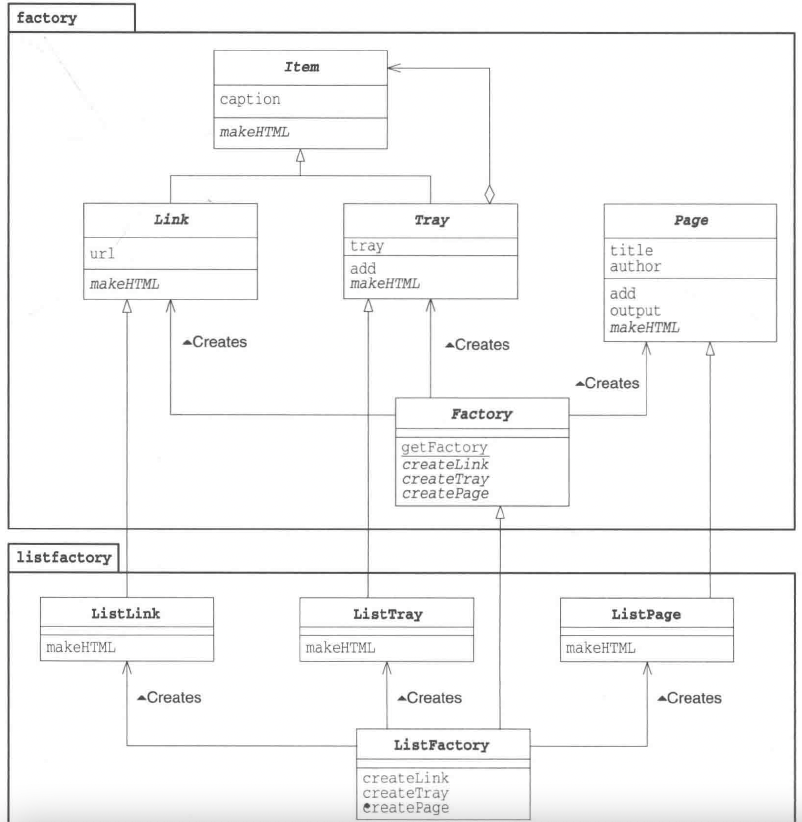 factory
Item
caption
makeHTML
Link
url
makeHTML
Tray
tray
add
makeHTML
Page
title
author
add
output
makeHTML
Creates
Creates
Creates
Factory
getFactory
createLink
createTray
createPage
listfactory
ListLink
makeHTML
ListTray
makeHTML
ListPage
makeHTML
Creates
Creates
Creates
ListFactory
createLink
createTray
createPage